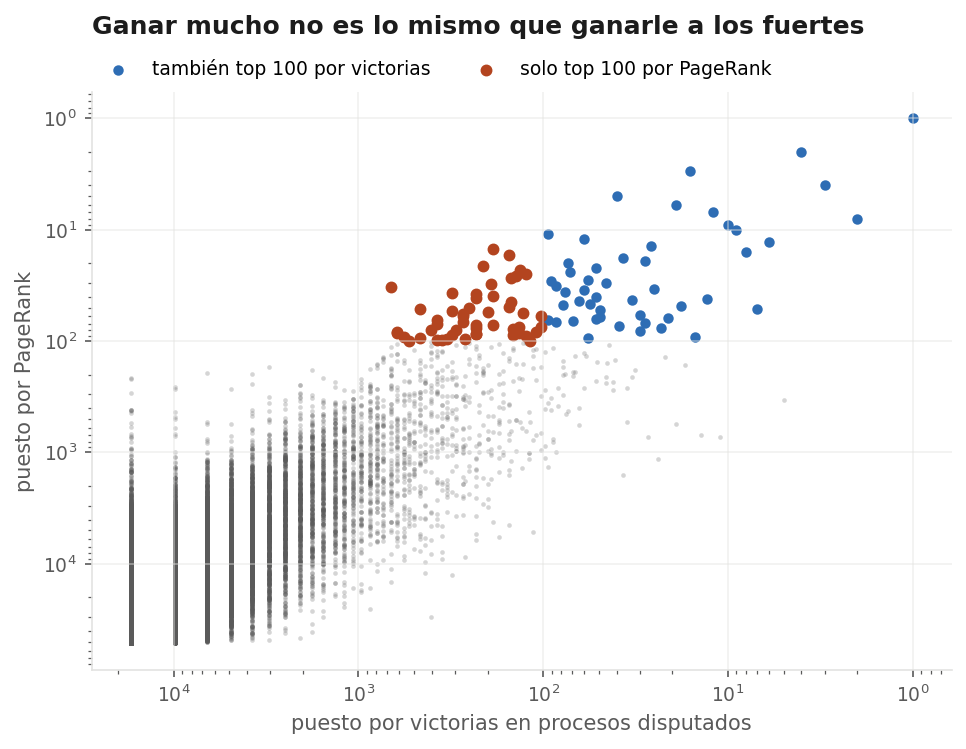 Ganar mucho no es lo mismo que ganarle a los fuertes
también top 100 por victorias
solo top 100 por PageRank
10⁰
10¹
10²
10³
10⁴
puesto por PageRank
10⁴
10³
10²
10¹
10⁰
puesto por victorias en procesos disputados